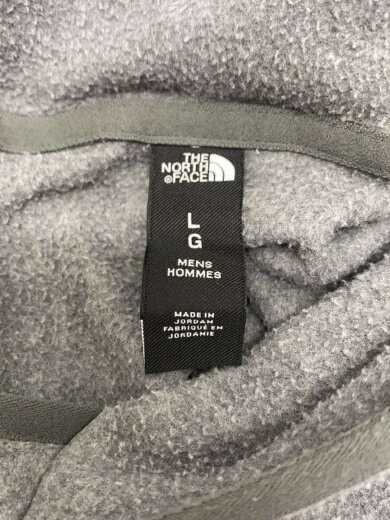 THE
NORTH
FACE
L
G
MENS
HOMMES
MADE IN
JORDAN
FABRIQUÉ EN
JORDANIE